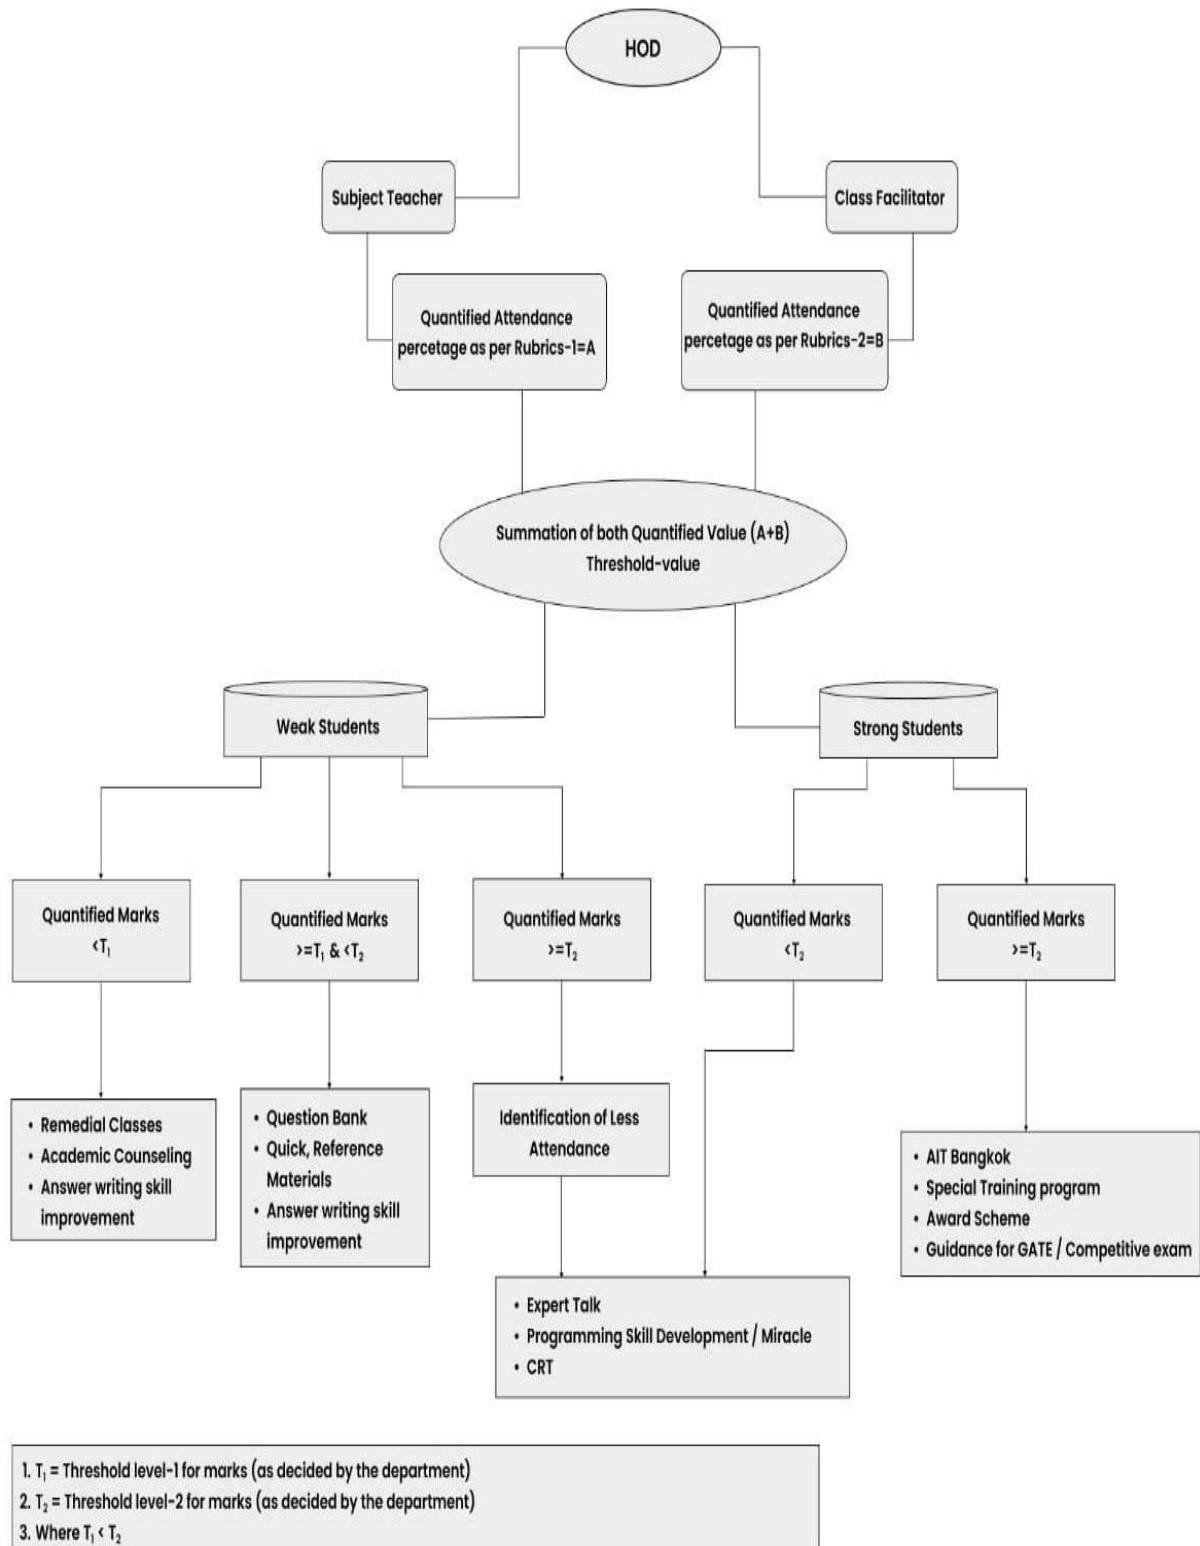 HOD
Subject Teacher
Class Facilitator
Quantified Attendance
percetage as per Rubrics-1=A
Quantified Attendance
percetage as per Rubrics-2=B
Summation of both Quantified Value (A+B)
Threshold-value
Weak Students
Strong Students
Quantified Marks
<T₁
Quantified Marks
>=T₁ & <T₂
Quantified Marks
>=T₂
Quantified Marks
<T₂
Quantified Marks
>=T₂
• Remedial Classes
• Academic Counseling
• Answer writing skill
improvement
• Question Bank
• Quick, Reference
Materials
• Answer writing skill
improvement
Identification of Less
Attendance
• AIT Bangkok
• Special Training program
• Award Scheme
• Guidance for GATE / Competitive exam
• Expert Talk
• Programming Skill Development / Miracle
• CRT
1. T₁ = Threshold level-1 for marks (as decided by the department)
2. T₂ = Threshold level-2 for marks (as decided by the department)
3. Where T₁ < T₂